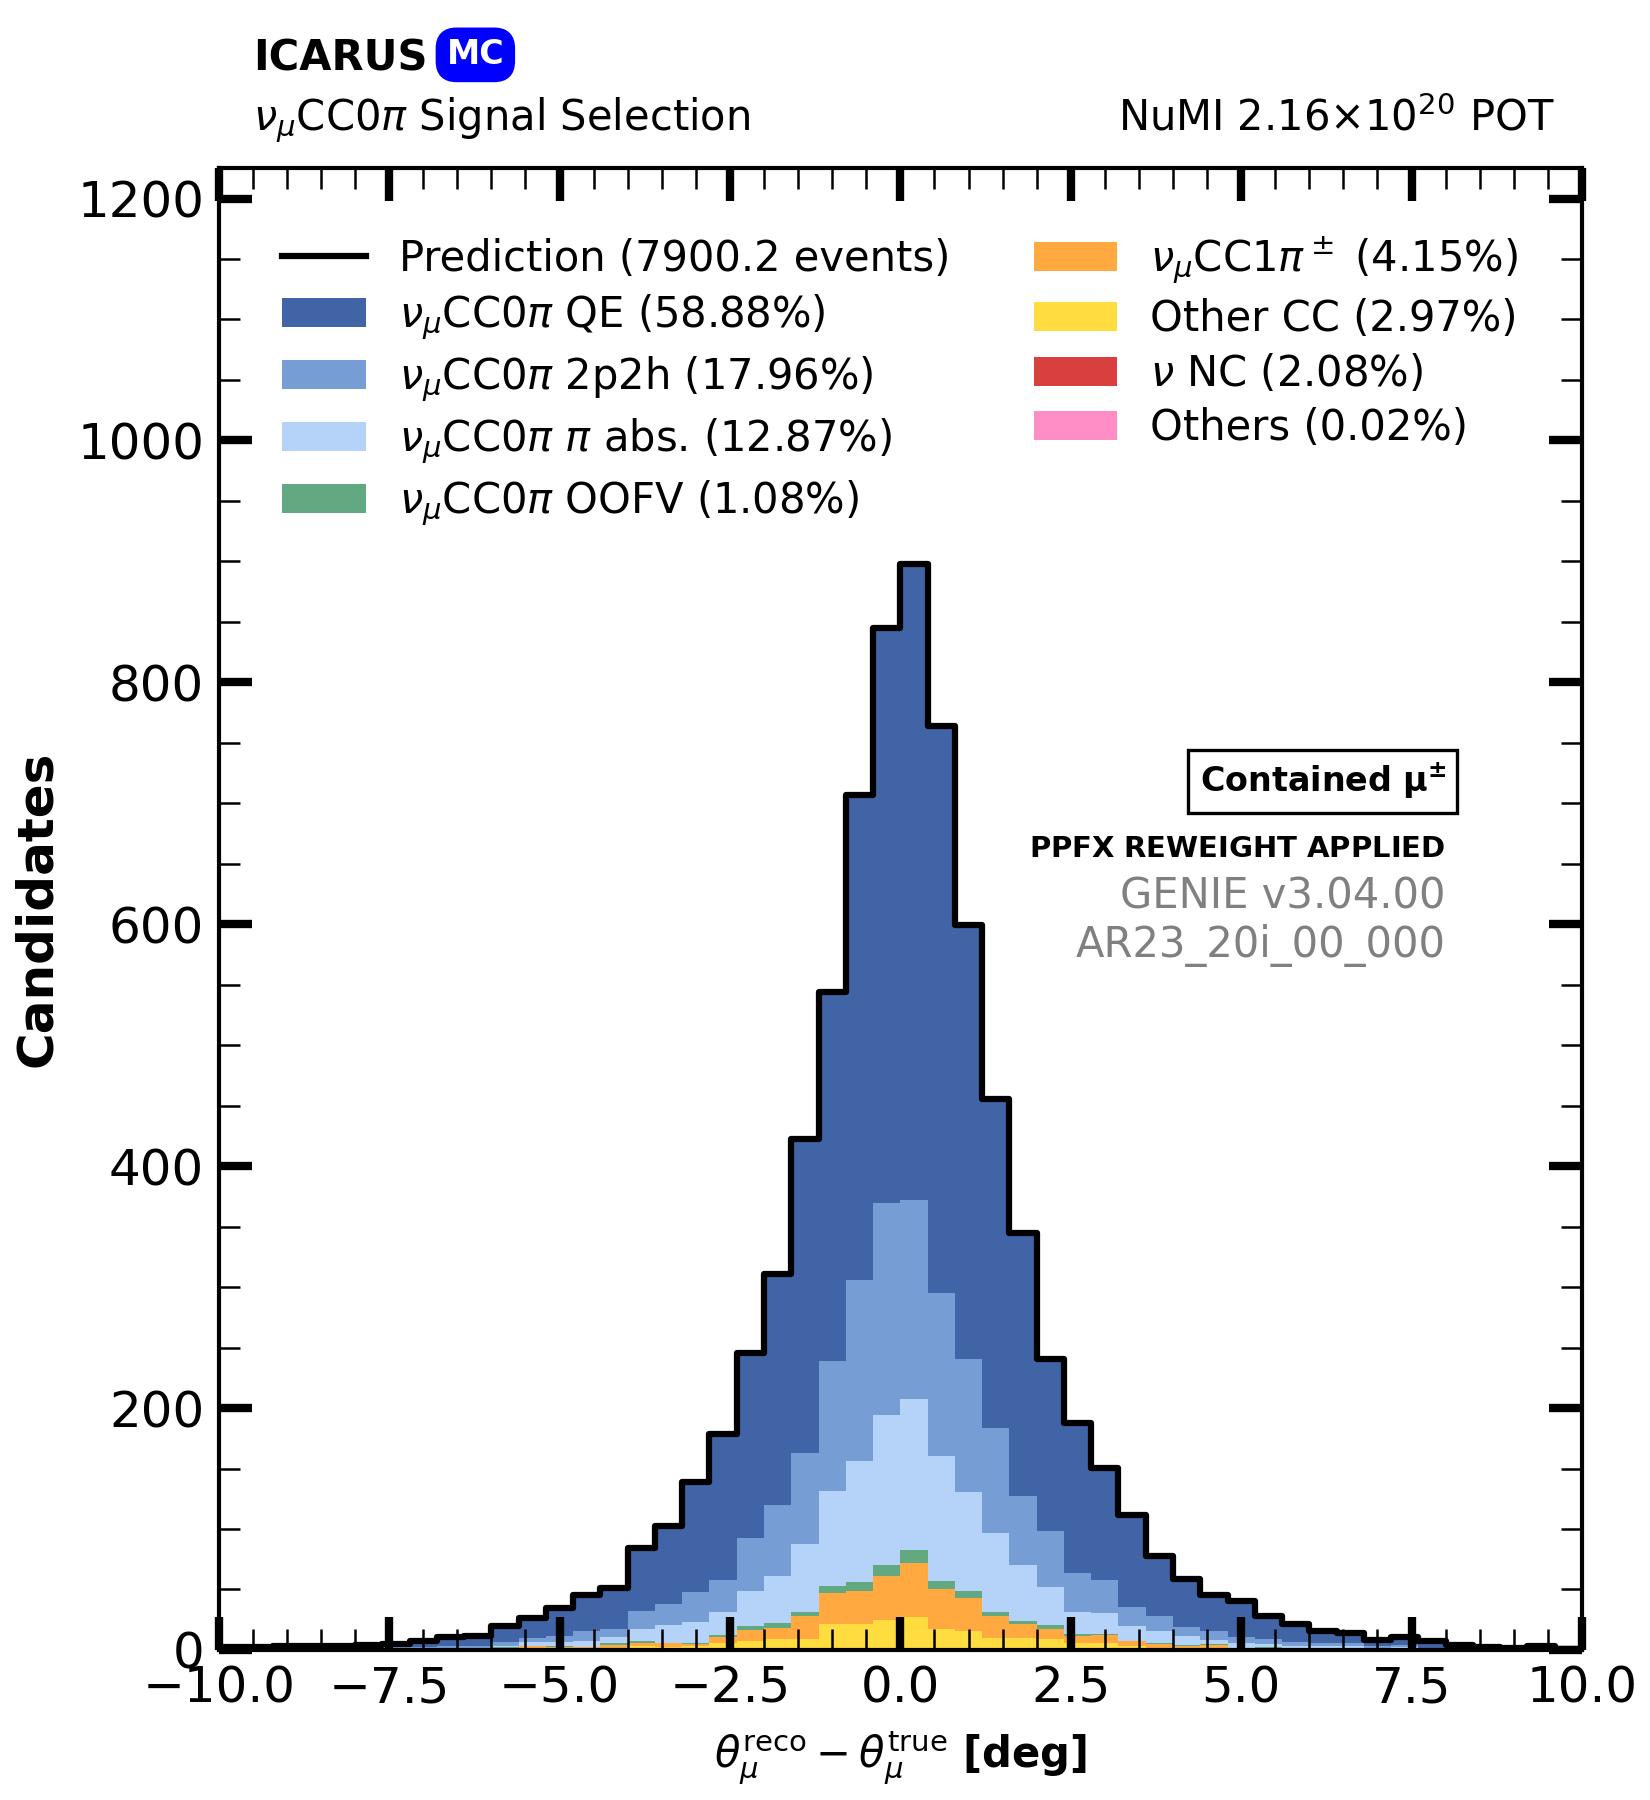 ICARUS MC
νμCC0π Signal Selection
NuMI 2.16×10²⁰ POT
Prediction (7900.2 events)
νμCC0π QE (58.88%)
νμCC0π 2p2h (17.96%)
νμCC0π π abs. (12.87%)
νμCC0π OOFV (1.08%)
νμCC1π± (4.15%)
Other CC (2.97%)
ν NC (2.08%)
Others (0.02%)
Contained μ±
PPFX REWEIGHT APPLIED
GENIE v3.04.00
AR23_20i_00_000
Candidates
1200
1000
800
600
400
200
0
−10.0 −7.5 −5.0 −2.5 0.0 2.5 5.0 7.5 10.0
θμ^reco − θμ^true [deg]